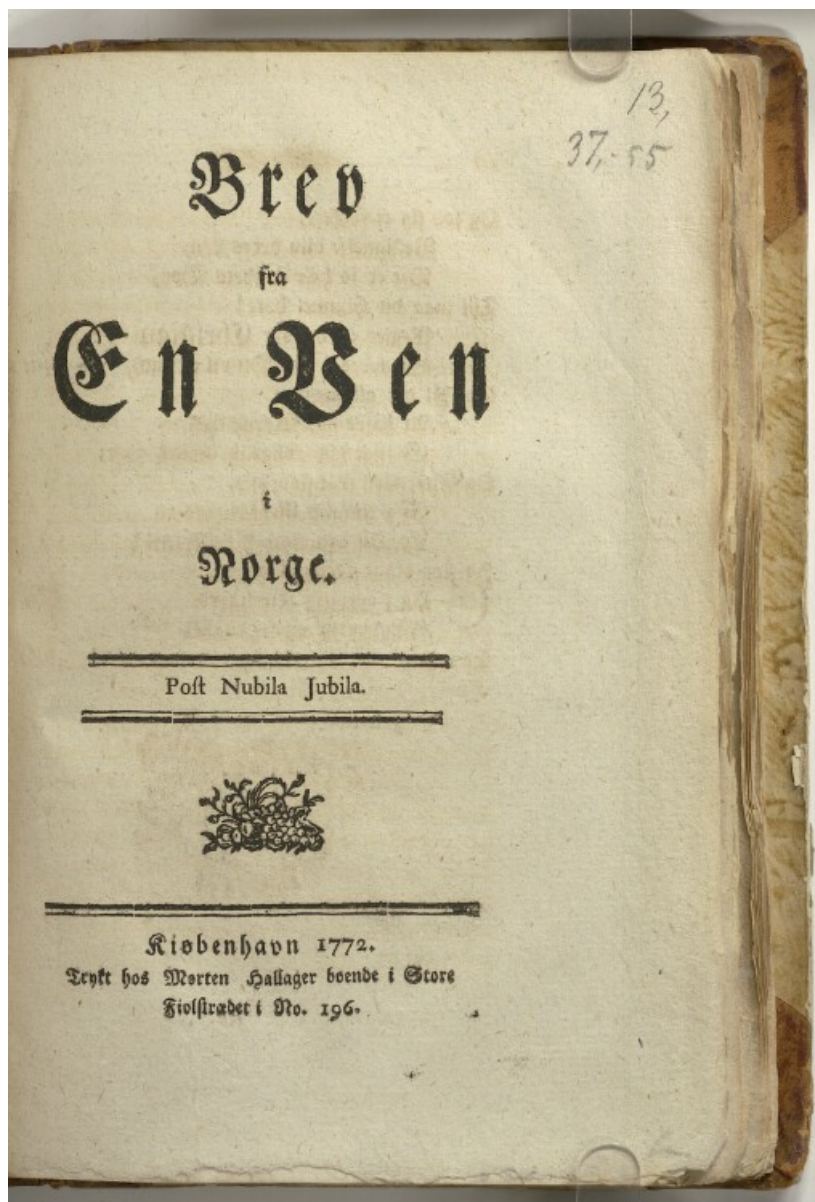 13,
37,-55
Brev
fra
En Ven
i
Norge.
Poſt Nubila Jubila.
Kiøbenhavn 1772.
Trykt hos Morten Hallager boende i Store
Fiolſtrædet i No. 196.